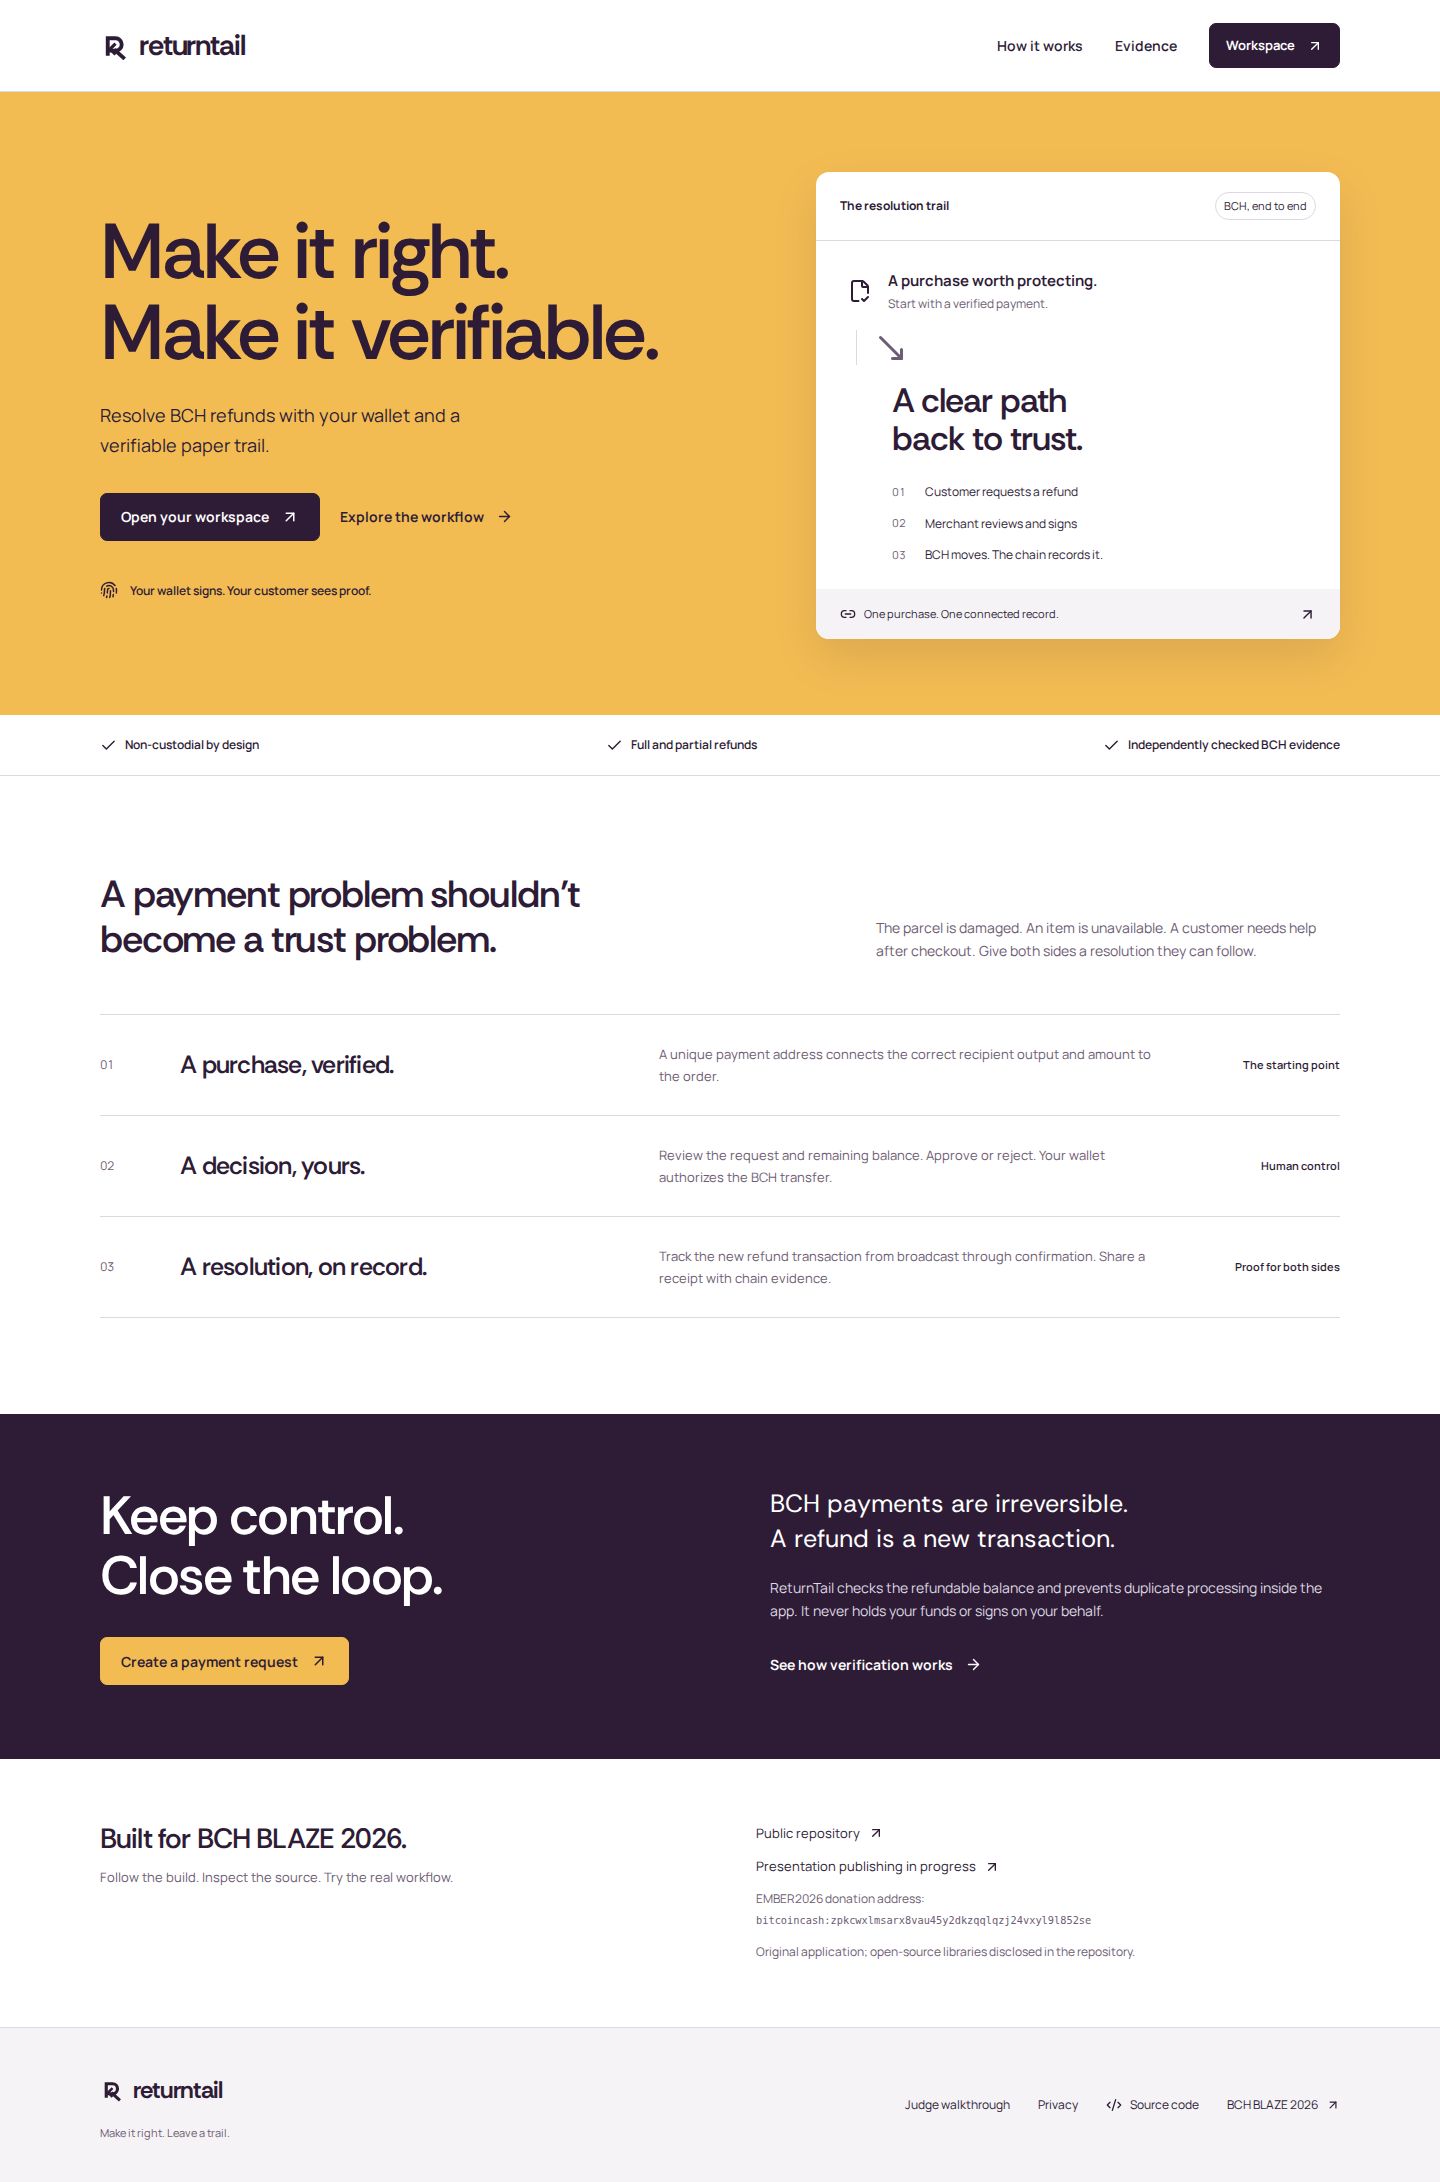 returntail
How it works
Evidence
Workspace
Make it right.
Make it verifiable.
Resolve BCH refunds with your wallet and a
verifiable paper trail.
Open your workspace
Explore the workflow
Your wallet signs. Your customer sees proof.
The resolution trail
BCH, end to end
A purchase worth protecting.
Start with a verified payment.
A clear path
back to trust.
01 Customer requests a refund
02 Merchant reviews and signs
03 BCH moves. The chain records it.
One purchase. One connected record.
Non-custodial by design
Full and partial refunds
Independently checked BCH evidence
A payment problem shouldn’t
become a trust problem.
The parcel is damaged. An item is unavailable. A customer needs help
after checkout. Give both sides a resolution they can follow.
01
A purchase, verified.
A unique payment address connects the correct recipient output and amount to
the order.
The starting point
02
A decision, yours.
Review the request and remaining balance. Approve or reject. Your wallet
authorizes the BCH transfer.
Human control
03
A resolution, on record.
Track the new refund transaction from broadcast through confirmation. Share a
receipt with chain evidence.
Proof for both sides
Keep control.
Close the loop.
Create a payment request
BCH payments are irreversible.
A refund is a new transaction.
ReturnTail checks the refundable balance and prevents duplicate processing inside the
app. It never holds your funds or signs on your behalf.
See how verification works
Built for BCH BLAZE 2026.
Follow the build. Inspect the source. Try the real workflow.
Public repository
Presentation publishing in progress
EMBER2026 donation address:
bitcoincash:zpkcwxlmsarx8vau45y2dkzqqlqzj24vxyl9l852se
Original application; open-source libraries disclosed in the repository.
returntail
Make it right. Leave a trail.
Judge walkthrough
Privacy
Source code
BCH BLAZE 2026